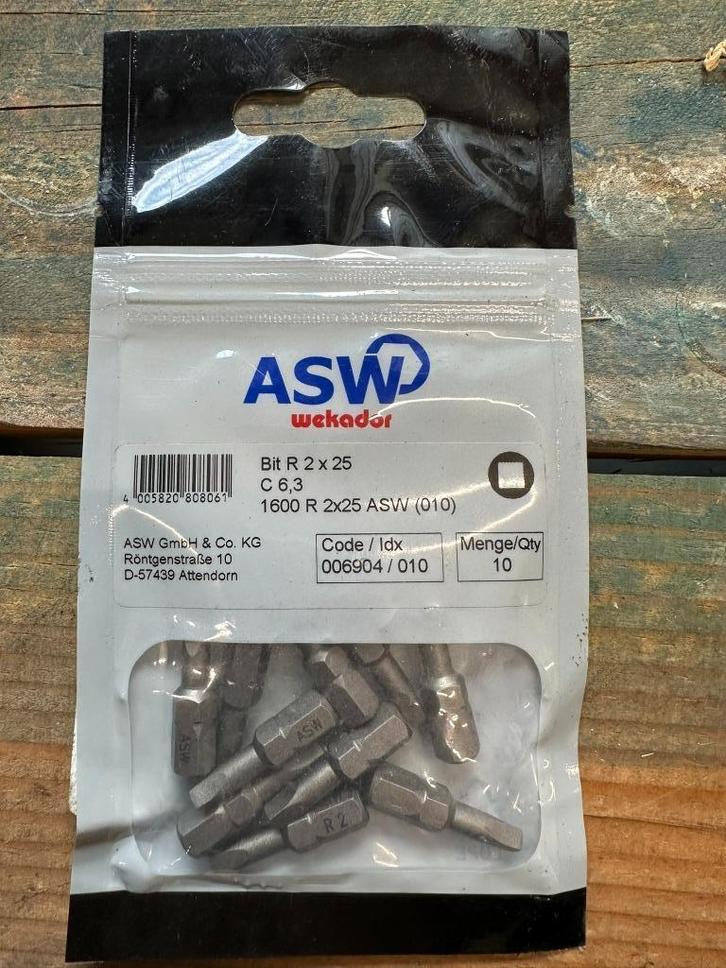 ASW
wekador
Bit R 2 x 25
C 6,3
1600 R 2x25 ASW (010)
4 005820 808061
ASW GmbH & Co. KG
Röntgenstraße 10
D-57439 Attendorn
Code / Idx
006904 / 010
Menge/Qty
10
ASW
ASW
R 2